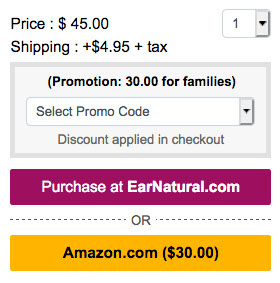 Price : $ 45.00 1
Shipping : +$4.95 + tax
(Promotion: 30.00 for families)
Select Promo Code
Discount applied in checkout
Purchase at EarNatural.com
OR
Amazon.com ($30.00)